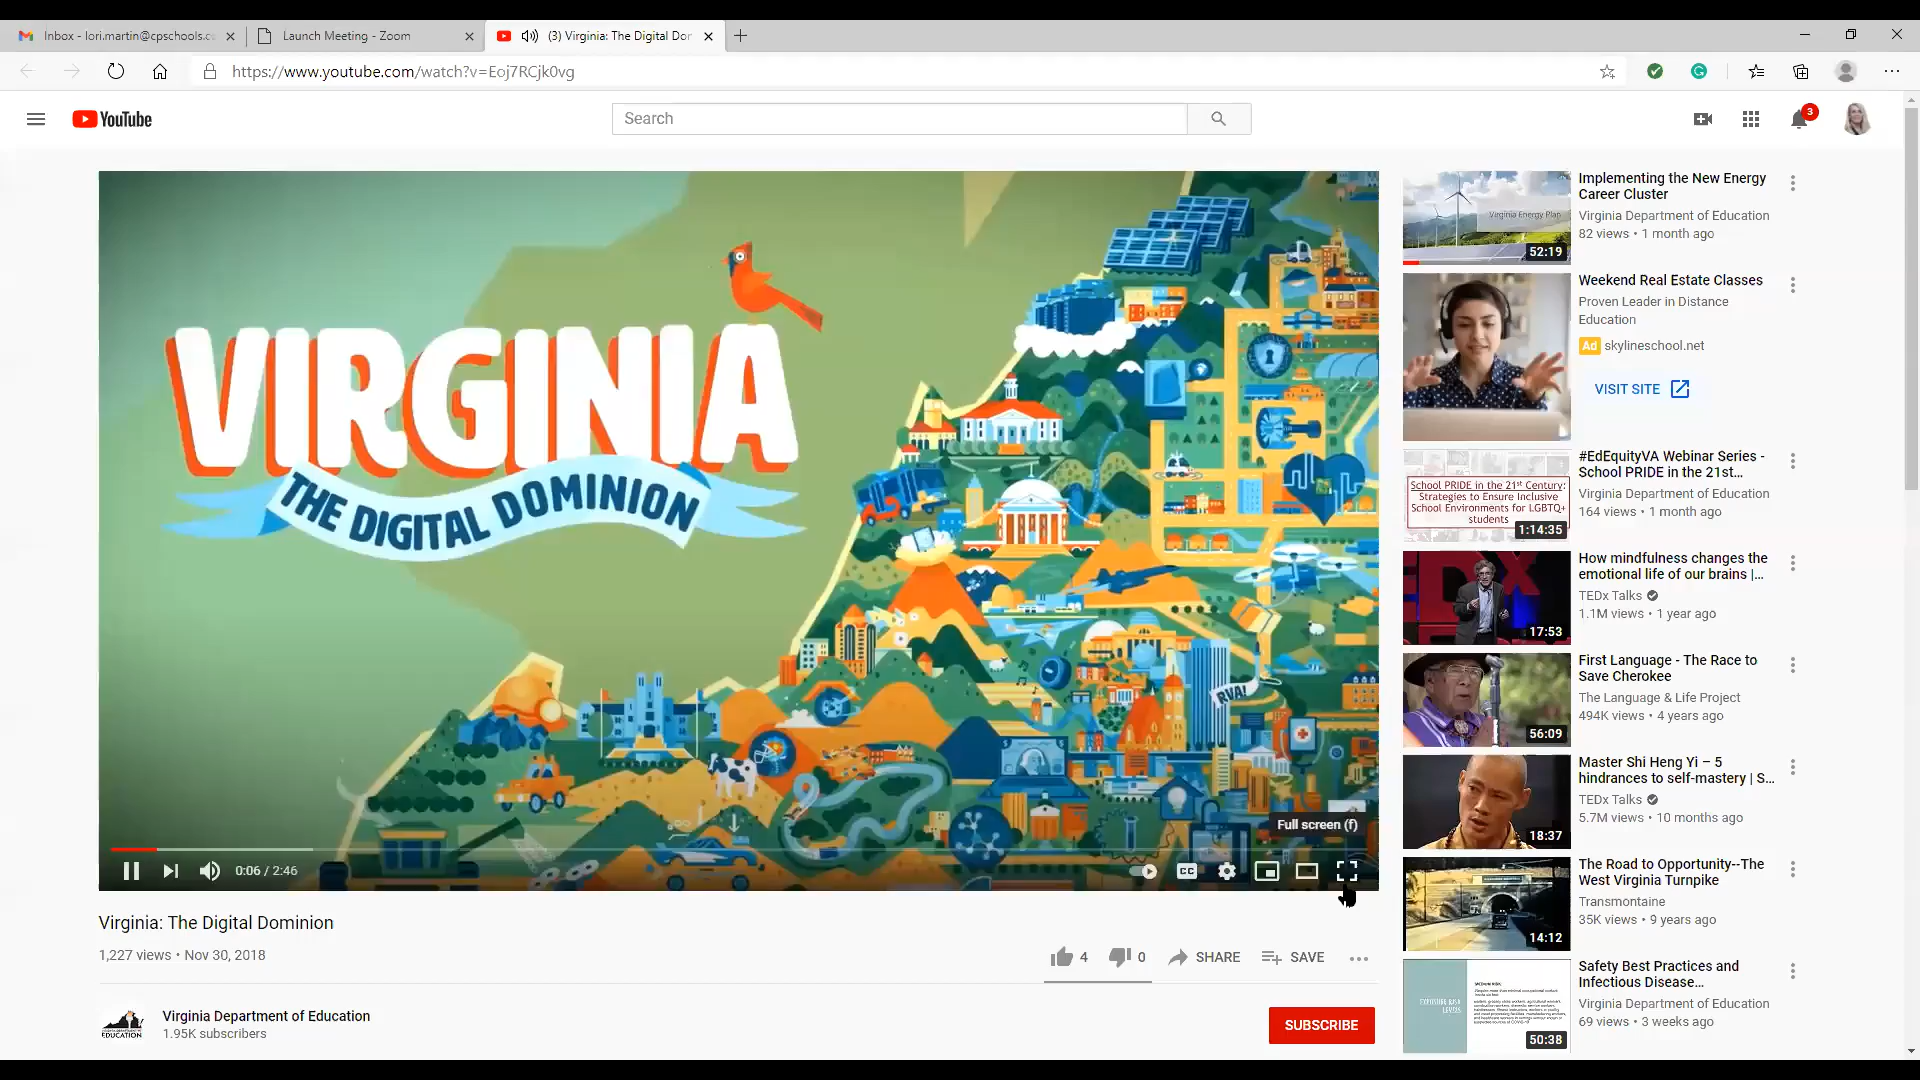 Inbox - lori.martin@cpschools.c
Launch Meeting - Zoom
(3) Virginia: The Digital Dor
https://www.youtube.com/watch?v=Eoj7RCjk0vg
YouTube
Search
3
VIRGINIA
THE DIGITAL DOMINION
RVA!
Full screen (f)
0:06 / 2:46
CC
Virginia: The Digital Dominion
1,227 views • Nov 30, 2018
4
0
SHARE
SAVE
Virginia Department of Education
1.95K subscribers
EDUCATION
SUBSCRIBE
Virginia Energy Plan
52:19
Implementing the New Energy
Career Cluster
Virginia Department of Education
82 views • 1 month ago
Weekend Real Estate Classes
Proven Leader in Distance
Education
Ad skylineschool.net
VISIT SITE
School PRIDE in the 21st Century:
Strategies to Ensure Inclusive
School Environments for LGBTQ+
students
1:14:35
#EdEquityVA Webinar Series -
School PRIDE in the 21st...
Virginia Department of Education
164 views • 1 month ago
17:53
How mindfulness changes the
emotional life of our brains |...
TEDx Talks
1.1M views • 1 year ago
56:09
First Language - The Race to
Save Cherokee
The Language & Life Project
494K views • 4 years ago
18:37
Master Shi Heng Yi – 5
hindrances to self-mastery | S...
TEDx Talks
5.7M views • 10 months ago
14:12
The Road to Opportunity--The
West Virginia Turnpike
Transmontaine
35K views • 9 years ago
50:38
Safety Best Practices and
Infectious Disease...
Virginia Department of Education
69 views • 3 weeks ago